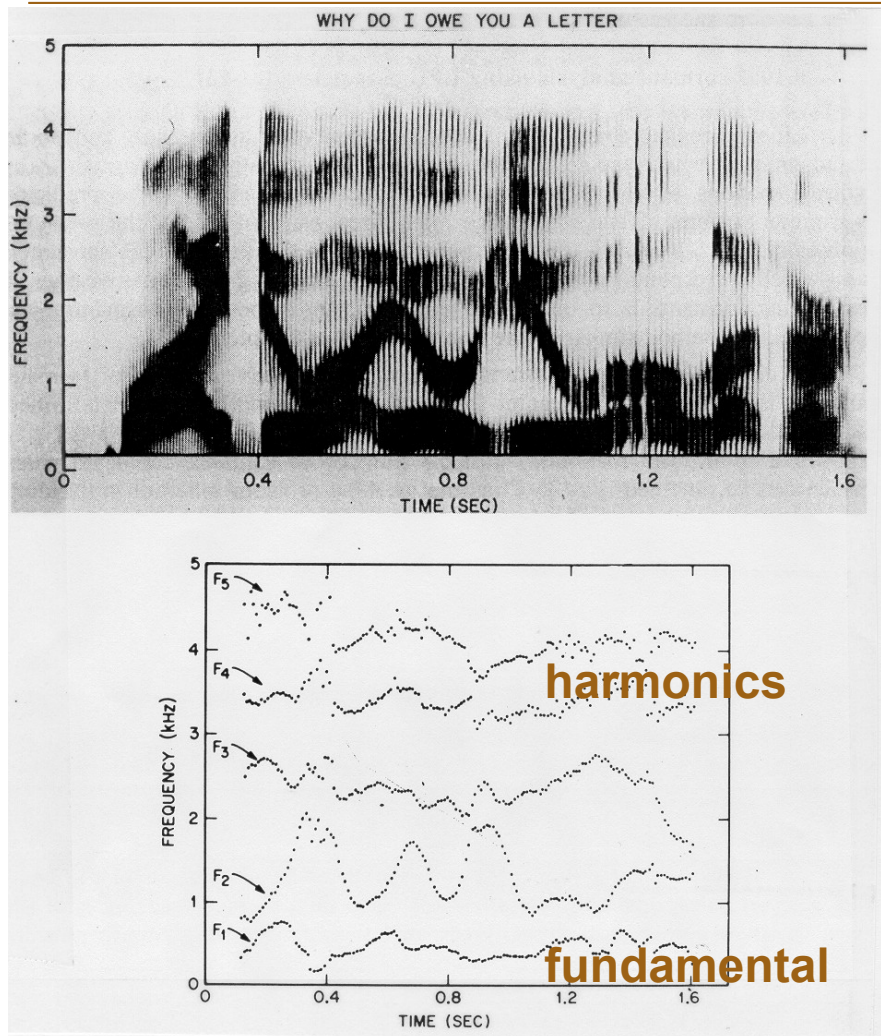 WHY DO I OWE YOU A LETTER
5
4
3
2
1
0
FREQUENCY (kHz)
0 0.4 0.8 1.2 1.6
TIME (SEC)
5
4
3
2
1
0
FREQUENCY (kHz)
F5
F4
F3
F2
F1
harmonics
fundamental
0 0.4 0.8 1.2 1.6
TIME (SEC)